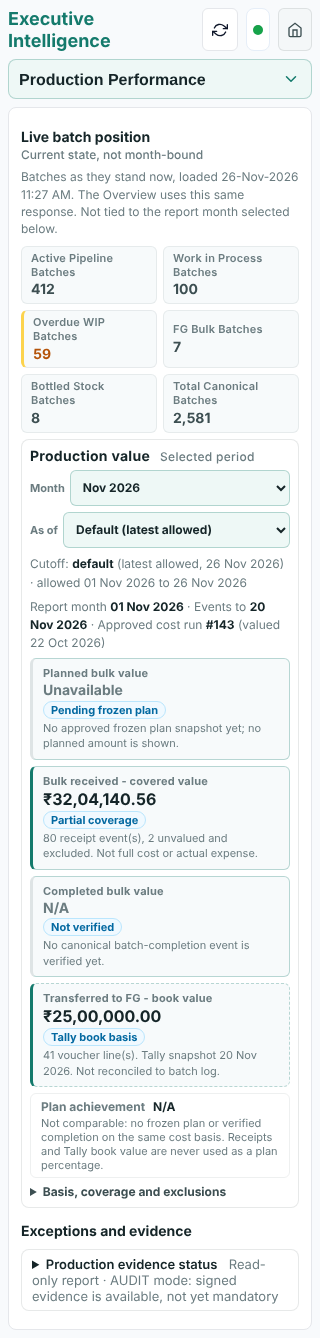 Executive
Intelligence
Production Performance
Live batch position
Current state, not month-bound
Batches as they stand now, loaded 26-Nov-2026
11:27 AM. The Overview uses this same
response. Not tied to the report month selected
below.
Active Pipeline
Batches
412
Work in Process
Batches
100
Overdue WIP
Batches
59
FG Bulk Batches
7
Bottled Stock
Batches
8
Total Canonical
Batches
2,581
Production value Selected period
Month Nov 2026
As of Default (latest allowed)
Cutoff: default (latest allowed, 26 Nov 2026)
· allowed 01 Nov 2026 to 26 Nov 2026
Report month 01 Nov 2026 · Events to 20
Nov 2026 · Approved cost run #143 (valued
22 Oct 2026)
Planned bulk value
Unavailable
Pending frozen plan
No approved frozen plan snapshot yet; no
planned amount is shown.
Bulk received - covered value
₹32,04,140.56
Partial coverage
80 receipt event(s), 2 unvalued and
excluded. Not full cost or actual expense.
Completed bulk value
N/A
Not verified
No canonical batch-completion event is
verified yet.
Transferred to FG - book value
₹25,00,000.00
Tally book basis
41 voucher line(s). Tally snapshot 20 Nov
2026. Not reconciled to batch log.
Plan achievement N/A
Not comparable: no frozen plan or verified
completion on the same cost basis. Receipts
and Tally book value are never used as a plan
percentage.
Basis, coverage and exclusions
Exceptions and evidence
Production evidence status Read-
only report · AUDIT mode: signed
evidence is available, not yet mandatory